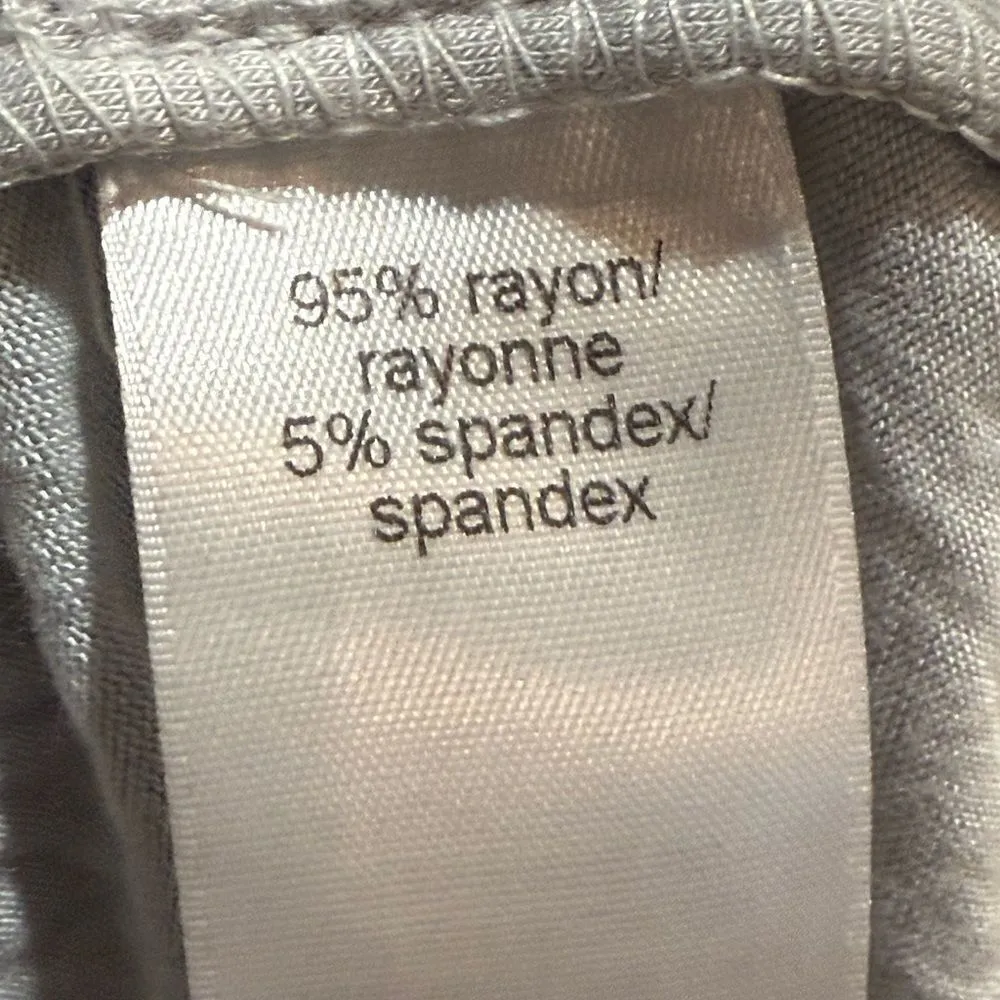 95% rayon/
rayonne
5% spandex/
spandex